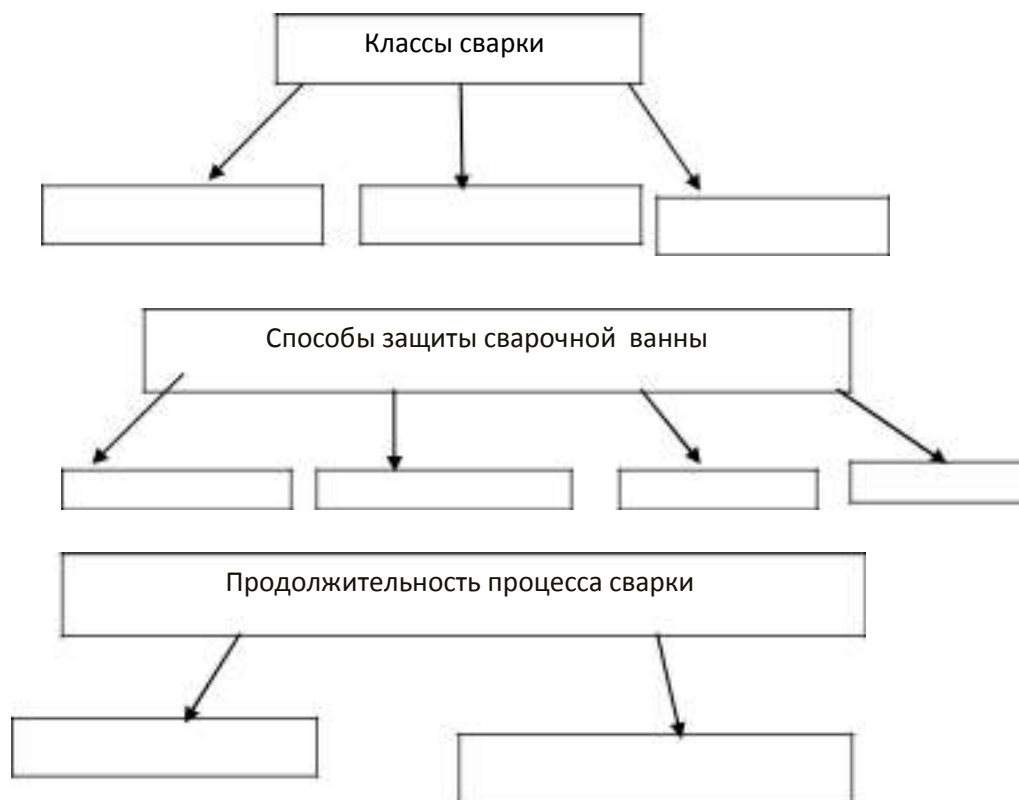 Классы сварки
Способы защиты сварочной ванны
Продолжительность процесса сварки